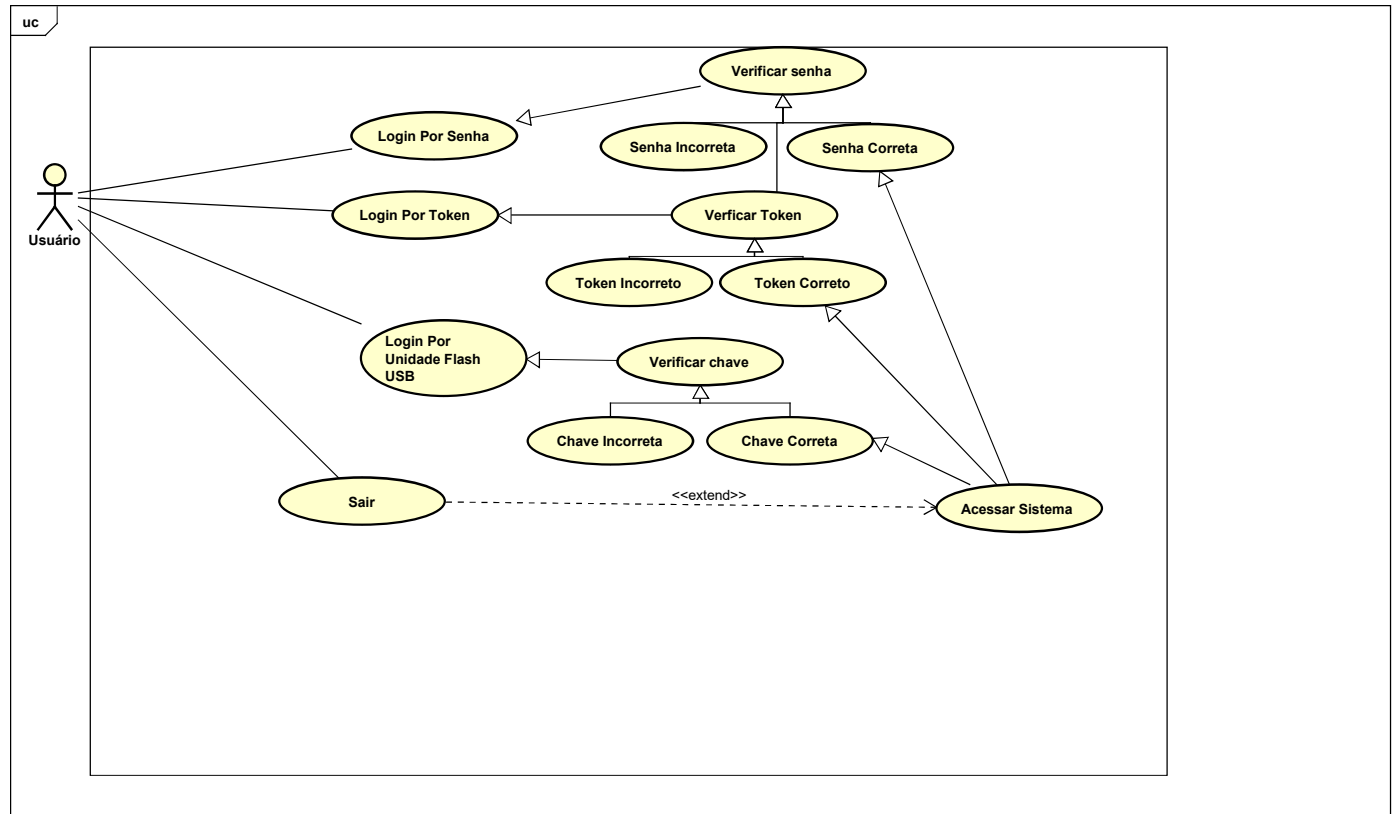 uc
Verificar senha
Login Por Senha
Senha Incorreta
Senha Correta
Usuário
Login Por Token
Verficar Token
Token Incorreto
Token Correto
Login Por
Unidade Flash
USB
Verificar chave
Chave Incorreta
Chave Correta
Sair
<<extend>>
Acessar Sistema